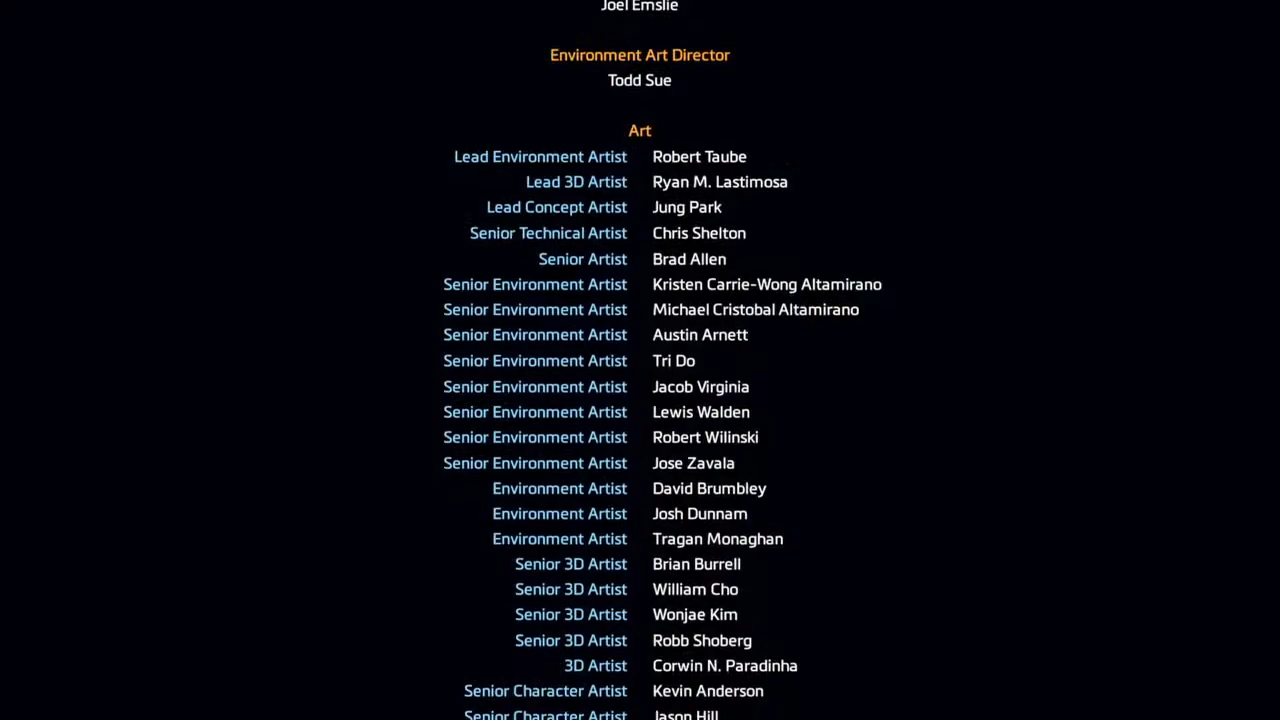 Joel Emslie
Environment Art Director
Todd Sue
Art
Lead Environment Artist Robert Taube
Lead 3D Artist Ryan M. Lastimosa
Lead Concept Artist Jung Park
Senior Technical Artist Chris Shelton
Senior Artist Brad Allen
Senior Environment Artist Kristen Carrie-Wong Altamirano
Senior Environment Artist Michael Cristobal Altamirano
Senior Environment Artist Austin Arnett
Senior Environment Artist Tri Do
Senior Environment Artist Jacob Virginia
Senior Environment Artist Lewis Walden
Senior Environment Artist Robert Wilinski
Senior Environment Artist Jose Zavala
Environment Artist David Brumbley
Environment Artist Josh Dunnam
Environment Artist Tragan Monaghan
Senior 3D Artist Brian Burrell
Senior 3D Artist William Cho
Senior 3D Artist Wonjae Kim
Senior 3D Artist Robb Shoberg
3D Artist Corwin N. Paradinha
Senior Character Artist Kevin Anderson
Senior Character Artist Jason Hill